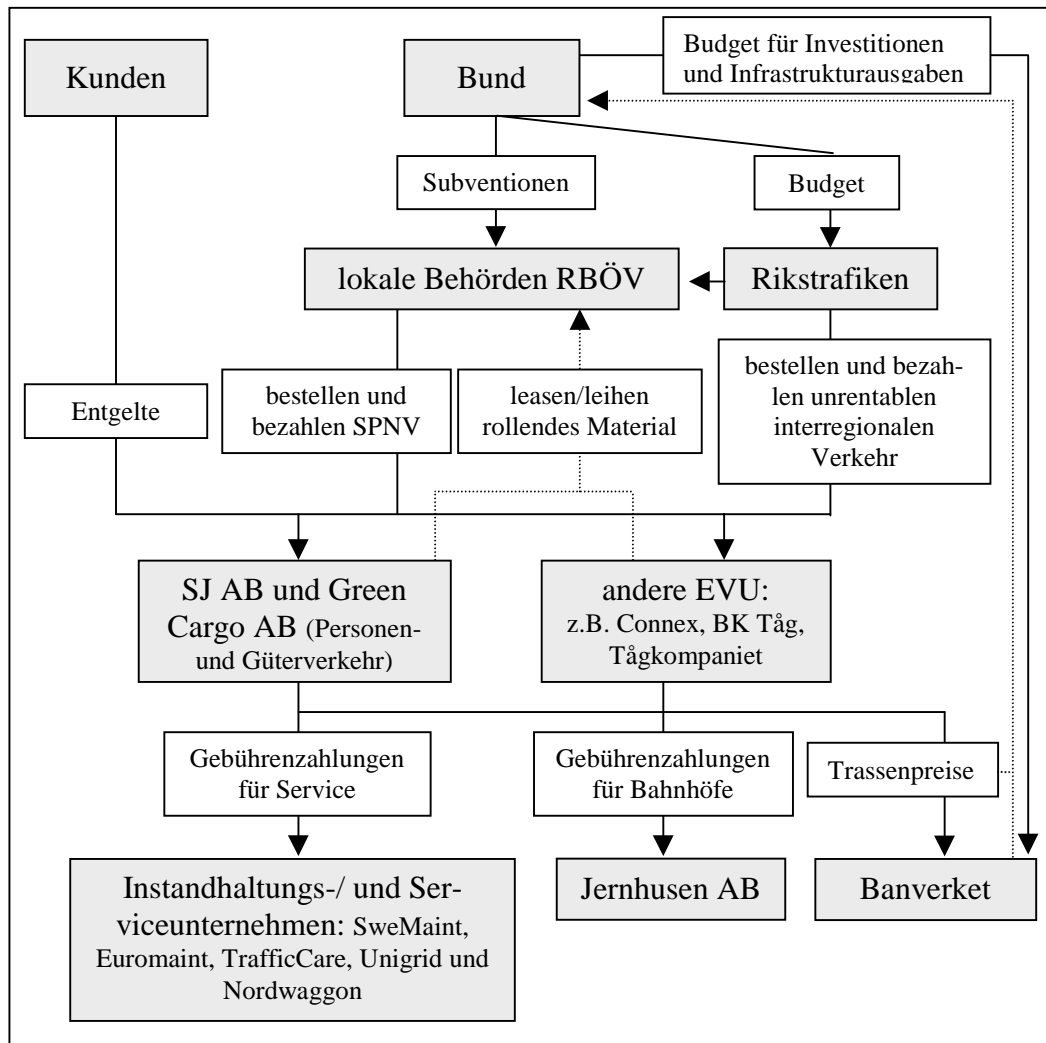 Kunden
Bund
Budget für Investitionen
und Infrastrukturausgaben
Subventionen
Budget
lokale Behörden RBÖV
Rikstrafiken
Entgelte
bestellen und
bezahlen SPNV
leasen/leihen
rollendes Material
bestellen und bezah-
len unrentablen
interregionalen
Verkehr
SJ AB und Green
Cargo AB (Personen-
und Güterverkehr)
andere EVU:
z.B. Connex, BK Tåg,
Tågkompaniet
Gebührenzahlungen
für Service
Gebührenzahlungen
für Bahnhöfe
Trassenpreise
Instandhaltungs-/ und Ser-
viceunternehmen: SweMaint,
Euromaint, TrafficCare, Unigrid und
Nordwaggon
Jernhusen AB
Banverket